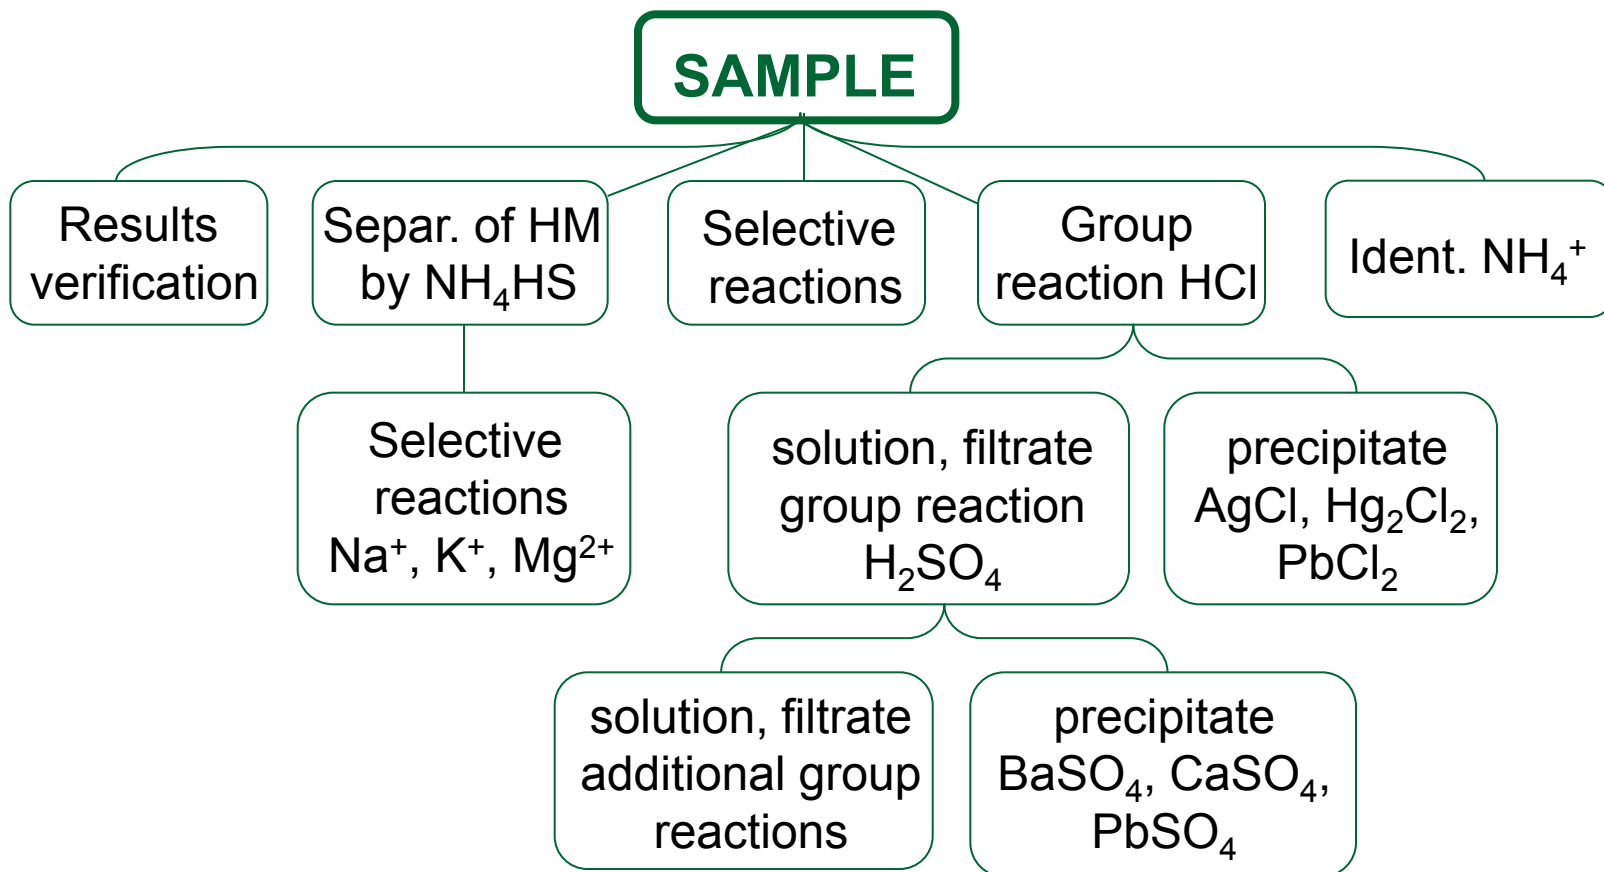 SAMPLE
Results
verification
Separ. of HM
by NH₄HS
Selective
reactions
Group
reaction HCl
Ident. NH₄⁺
Selective
reactions
Na⁺, K⁺, Mg²⁺
solution, filtrate
group reaction
H₂SO₄
precipitate
AgCl, Hg₂Cl₂,
PbCl₂
solution, filtrate
additional group
reactions
precipitate
BaSO₄, CaSO₄,
PbSO₄